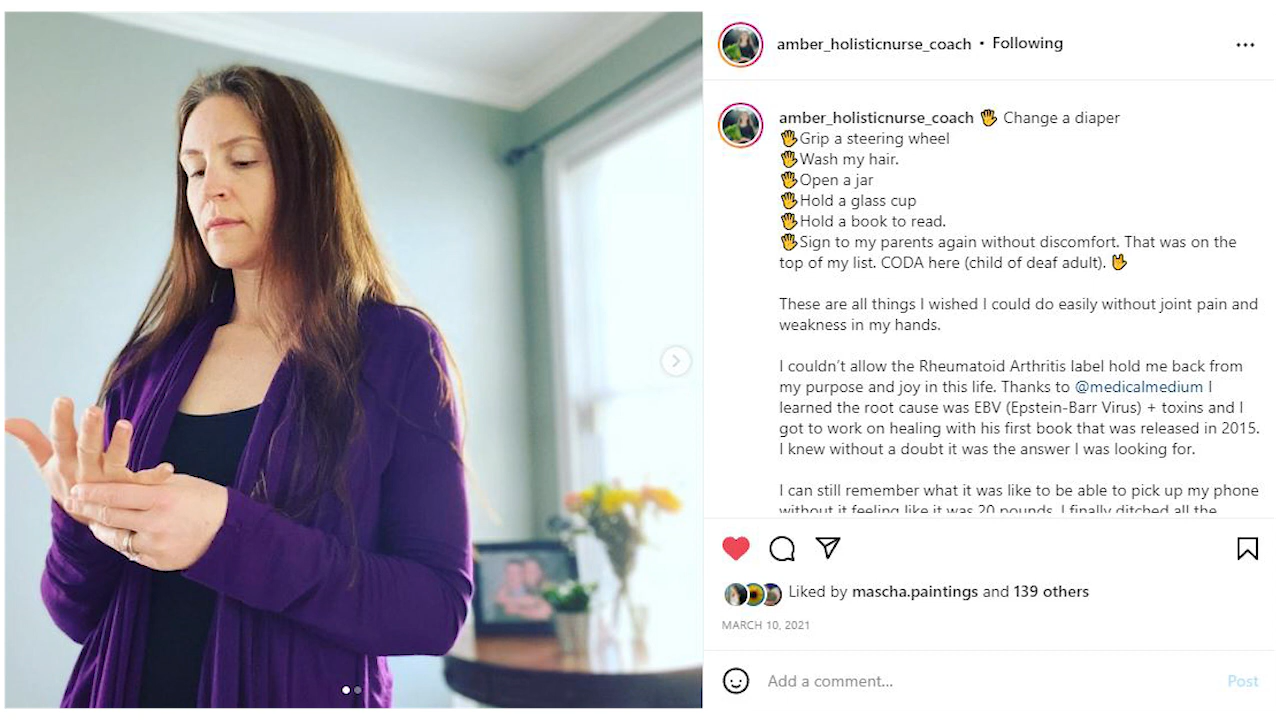 amber_holisticnurse_coach • Following
amber_holisticnurse_coach 🖐 Change a diaper
🖐Grip a steering wheel
🖐Wash my hair.
🖐Open a jar
🖐Hold a glass cup
🖐Hold a book to read.
🖐Sign to my parents again without discomfort. That was on the
top of my list. CODA here (child of deaf adult). 🤟
These are all things I wished I could do easily without joint pain and
weakness in my hands.
I couldn’t allow the Rheumatoid Arthritis label hold me back from
my purpose and joy in this life. Thanks to @medicalmedium I
learned the root cause was EBV (Epstein-Barr Virus) + toxins and I
got to work on healing with his first book that was released in 2015.
I knew without a doubt it was the answer I was looking for.
I can still remember what it was like to be able to pick up my phone
without it feeling like it was 20 pounds. I finally ditched all the
Liked by mascha.paintings and 139 others
MARCH 10, 2021
Add a comment...
Post